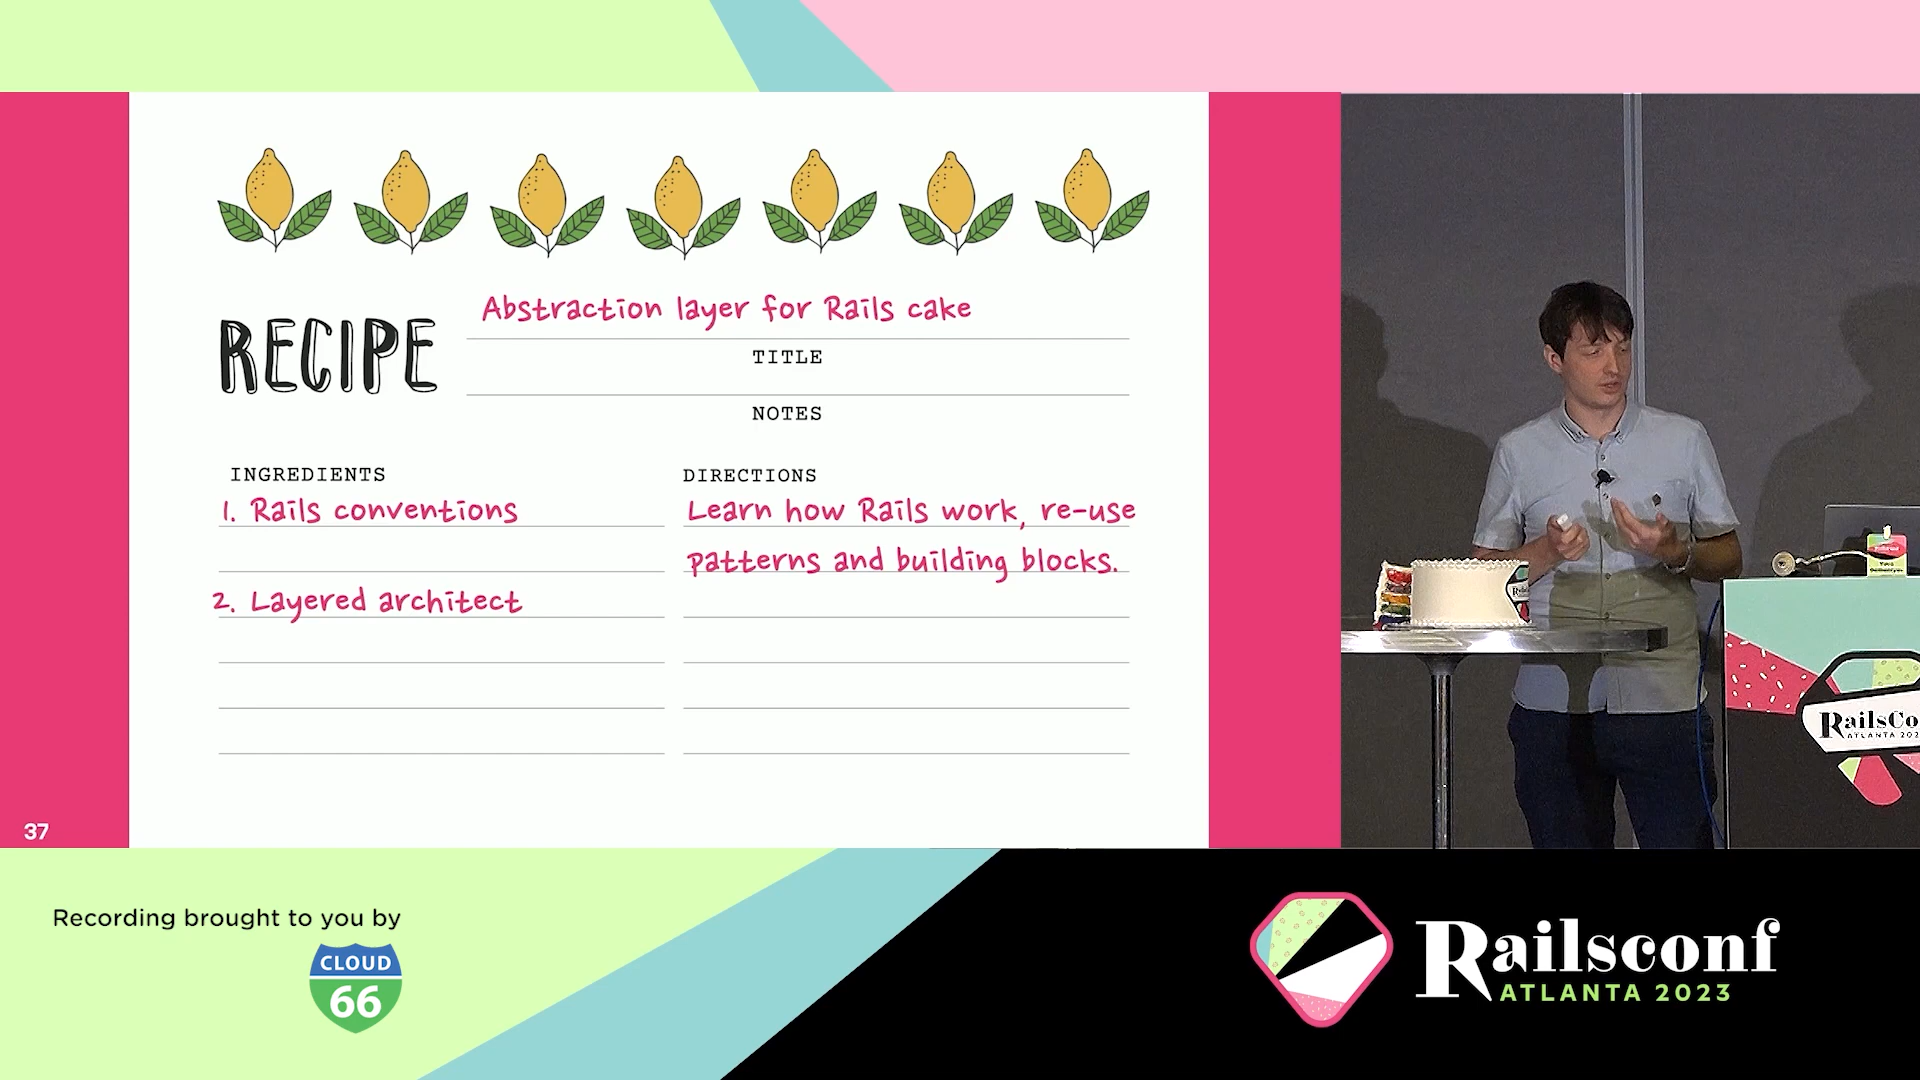 Abstraction layer for Rails cake
RECIPE
TITLE
NOTES
INGREDIENTS
1. Rails conventions
2. Layered architect
DIRECTIONS
Learn how Rails work, re-use
patterns and building blocks.
37
RailsCo
ATLANTA 202
Recording brought to you by
CLOUD
66
Railsconf
ATLANTA 2023